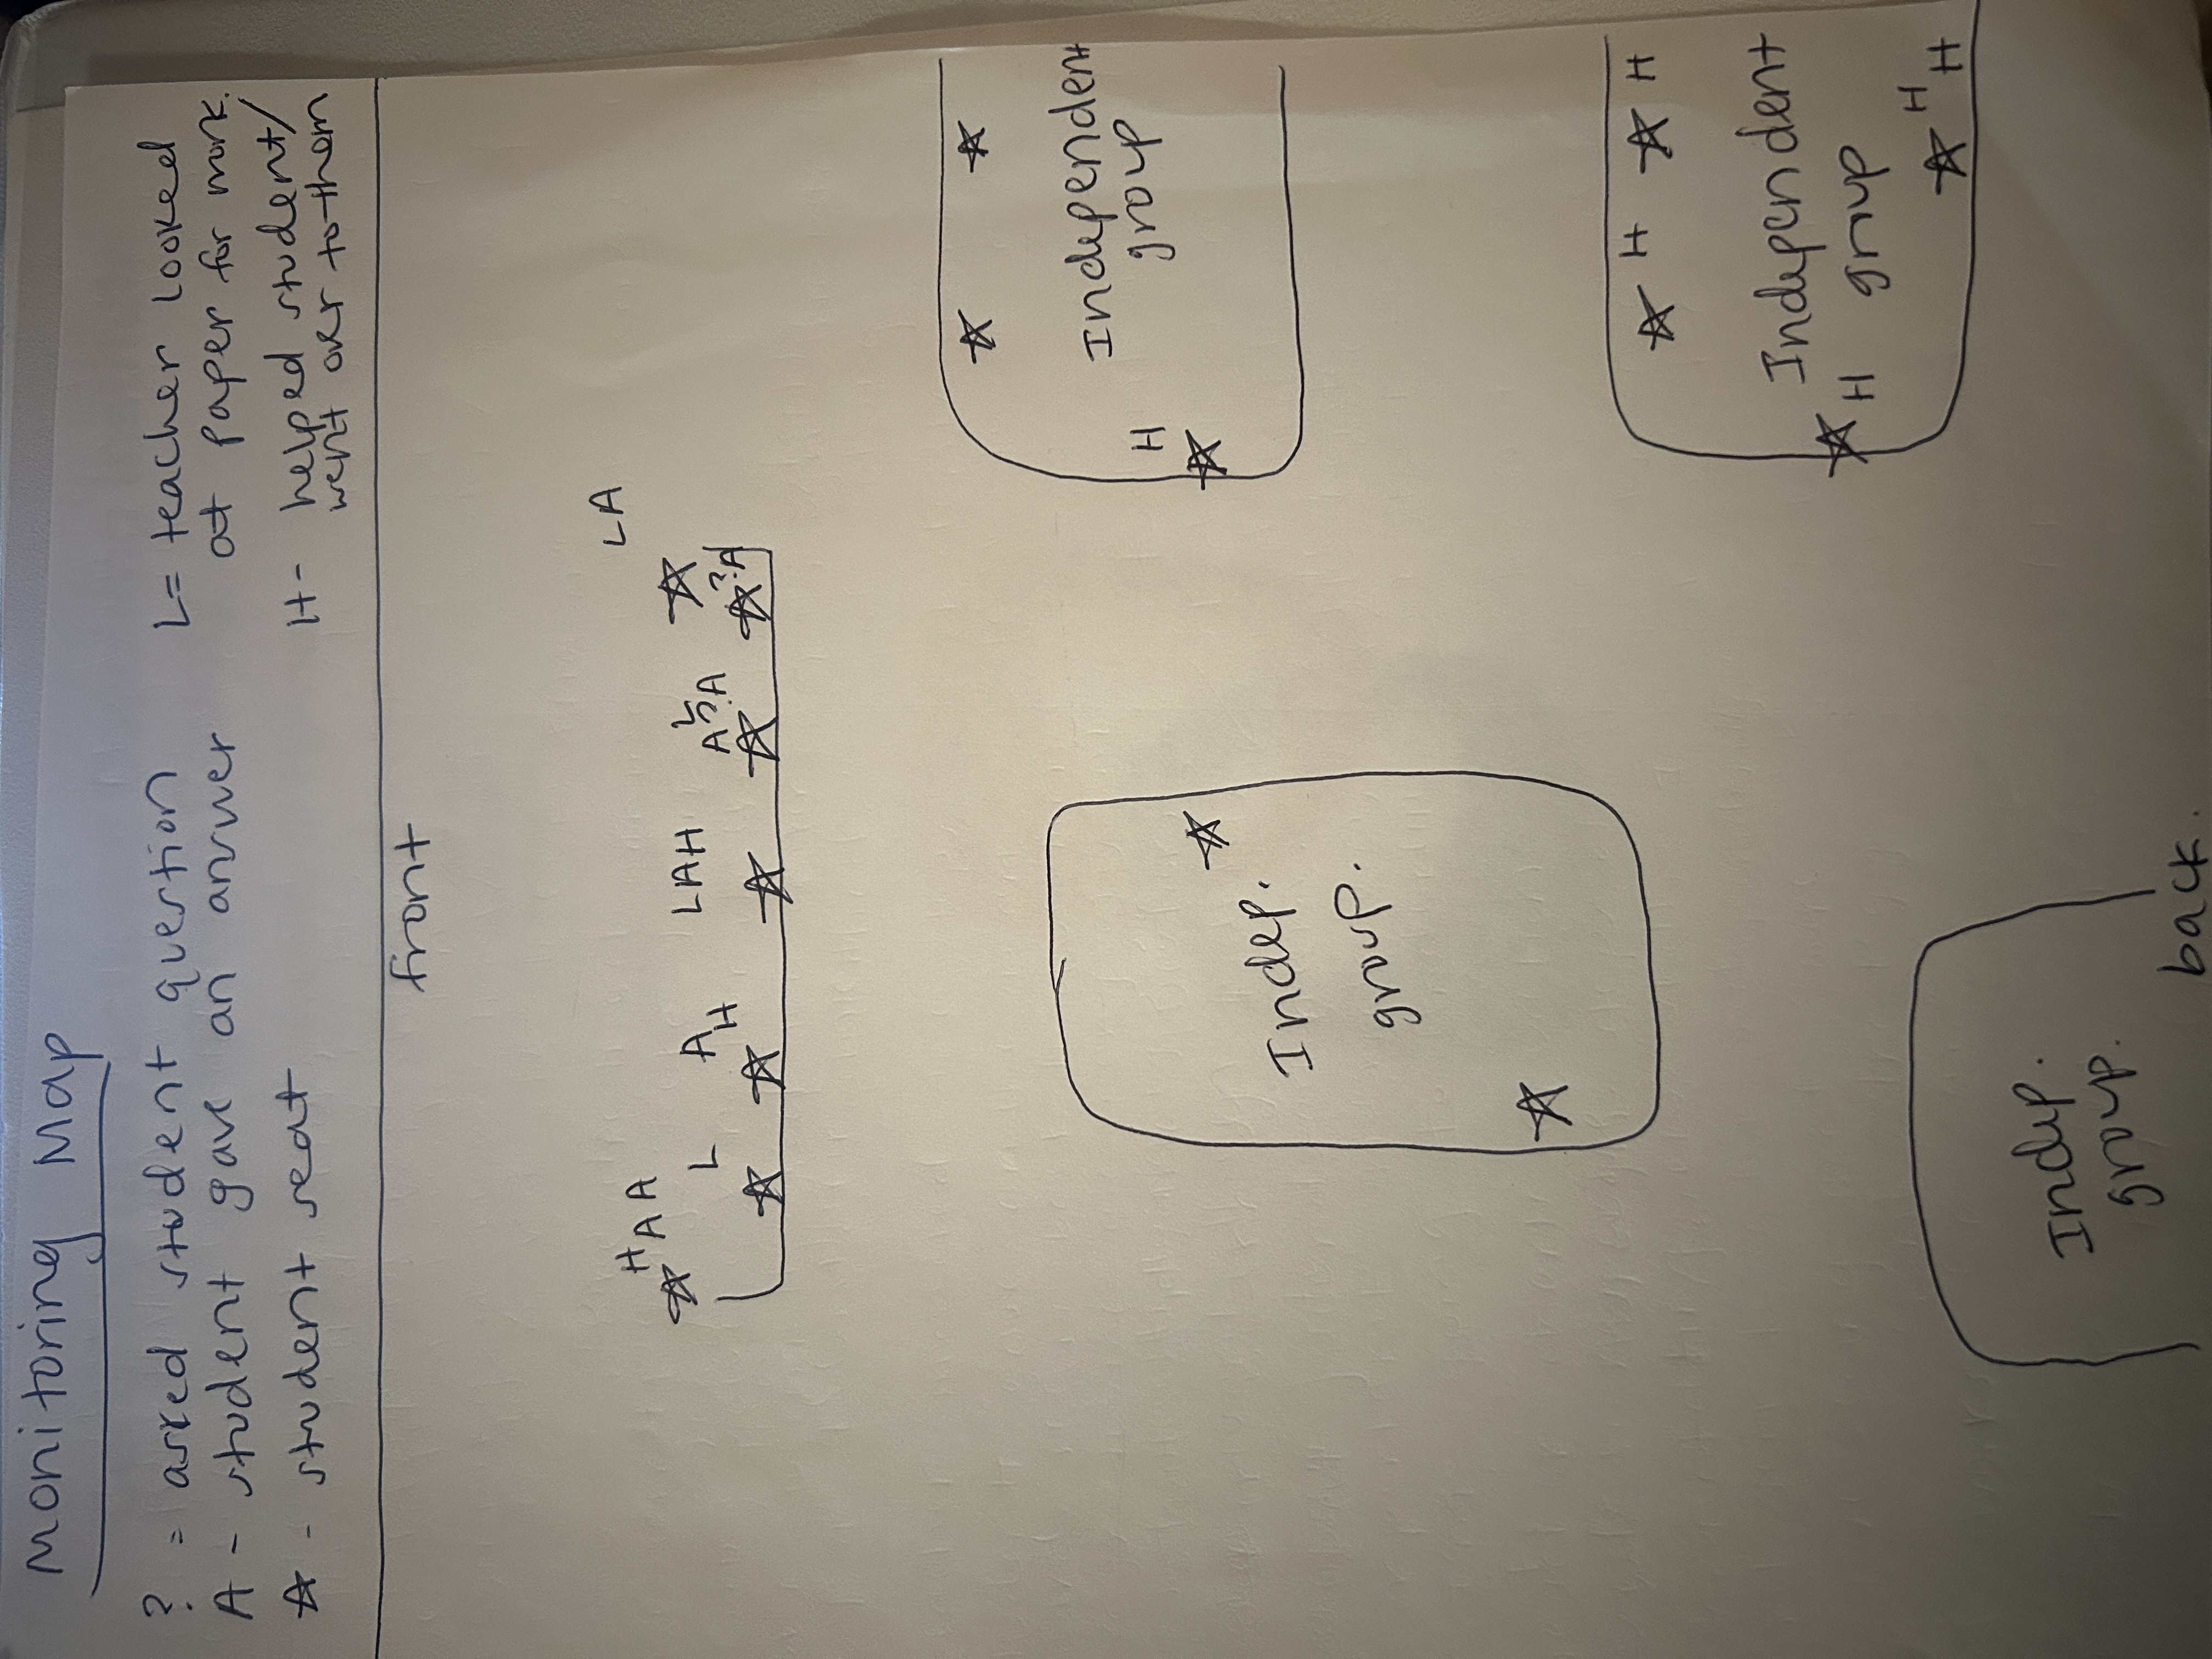 Monitoring Map
? = asked student question
A - student gave an answer
☆ - student seat
L = teacher looked
at paper for work.
H - helped student/
went over to them
front
H A A
L
A H
LAH
L
A ? A
LA
? A
Independent
group
H
Indep.
group.
H H
Independent
group
H
H H
Indep.
group.
back.